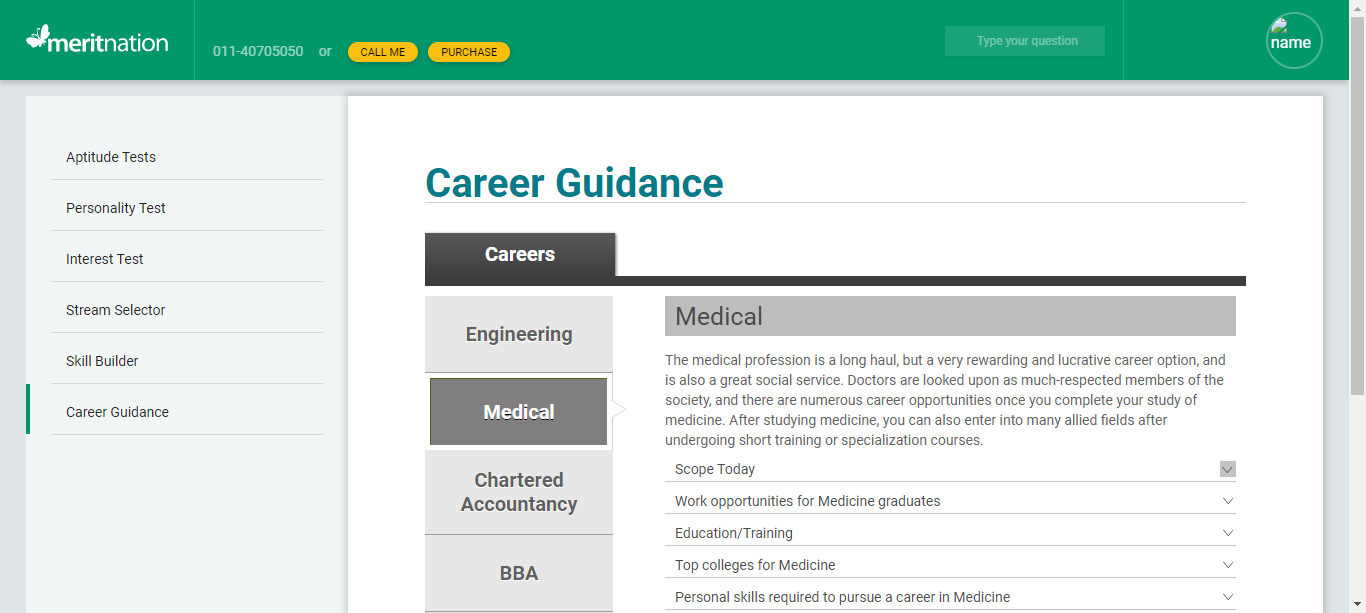 meritnation
011-40705050 or CALL ME PURCHASE
Type your question
name
Aptitude Tests
Personality Test
Interest Test
Stream Selector
Skill Builder
Career Guidance
Career Guidance
Careers
Engineering
Medical
Chartered
Accountancy
BBA
Medical
The medical profession is a long haul, but a very rewarding and lucrative career option, and
is also a great social service. Doctors are looked upon as much-respected members of the
society, and there are numerous career opportunities once you complete your study of
medicine. After studying medicine, you can also enter into many allied fields after
undergoing short training or specialization courses.
Scope Today
Work opportunities for Medicine graduates
Education/Training
Top colleges for Medicine
Personal skills required to pursue a career in Medicine